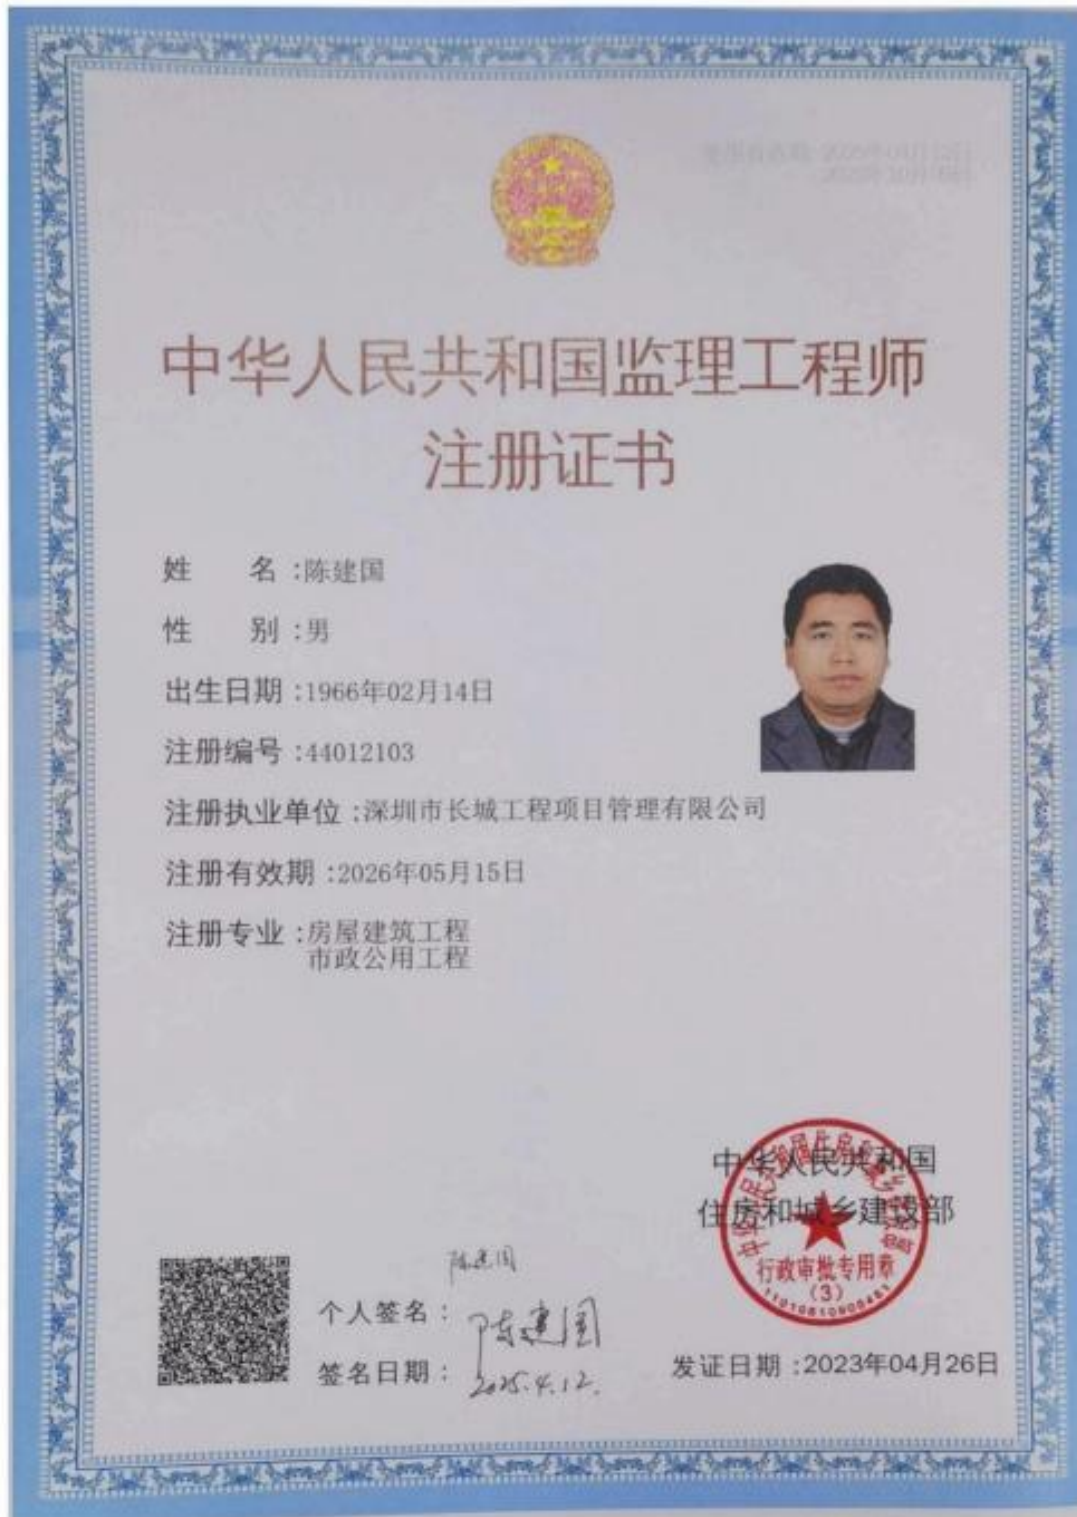 中华人民共和国监理工程师
注册证书
姓 名：陈建国
性 别：男
出生日期：1966年02月14日
注册编号：44012103
注册执业单位：深圳市长城工程项目管理有限公司
注册有效期：2026年05月15日
注册专业：房屋建筑工程
市政公用工程
中华人民共和国
住房和城乡建设部
行政审批专用章
（3）
陈建国
个人签名：陈建国
签名日期：2025.4.12.
发证日期：2023年04月26日